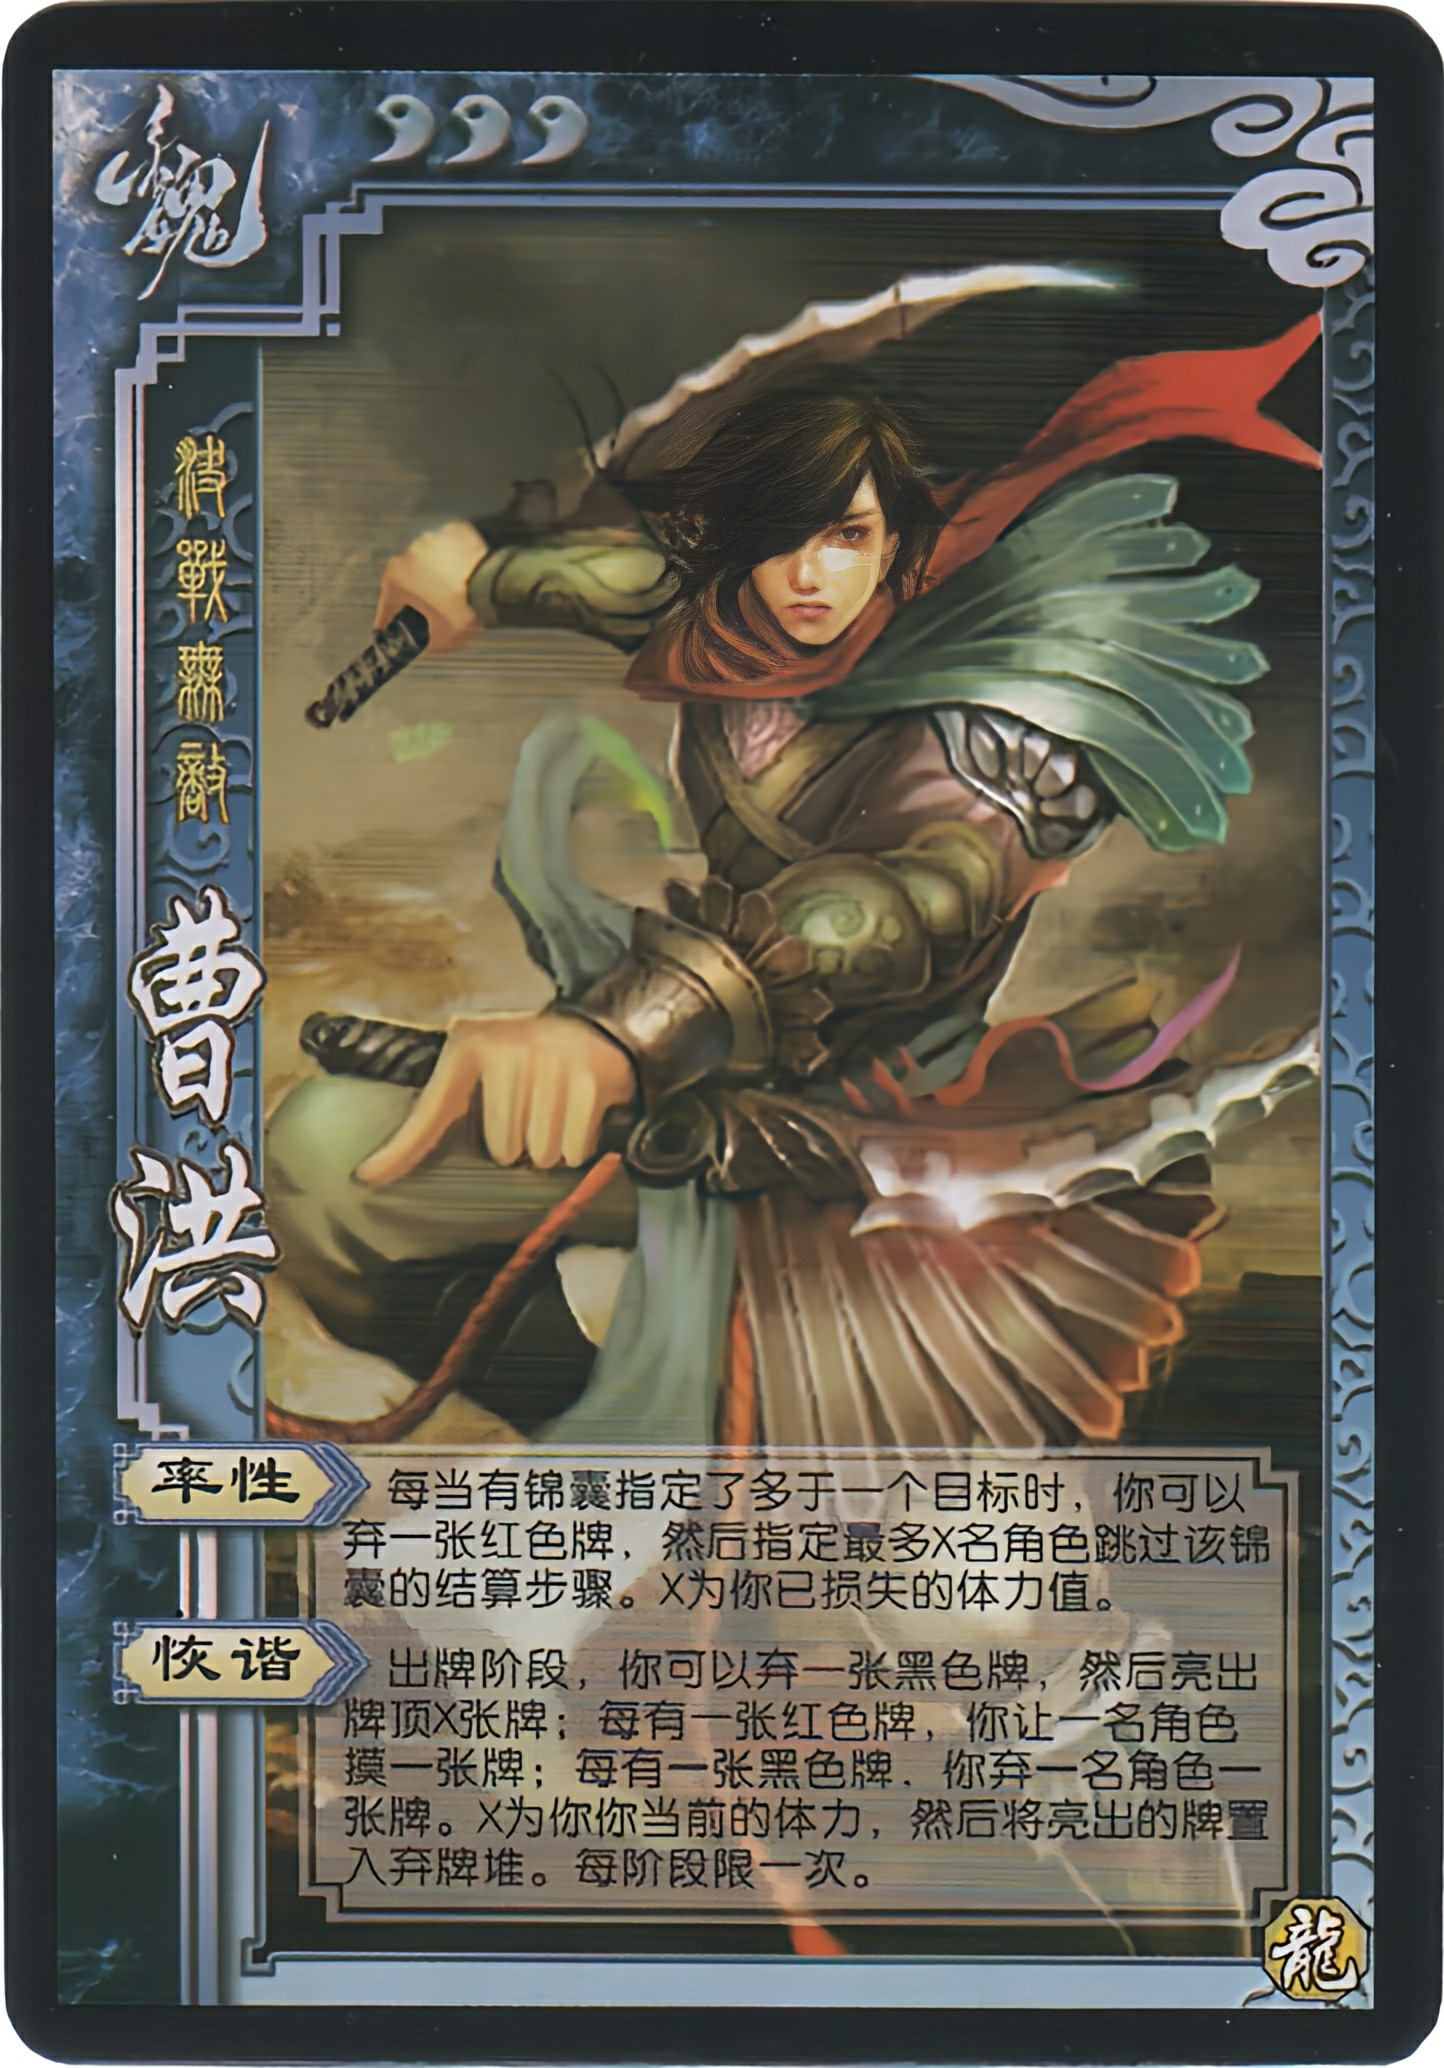 魏
決戰無敵
曹洪
率性
每当有锦囊指定了多于一个目标时，你可以
弃一张红色牌，然后指定最多X名角色跳过该锦
囊的结算步骤。X为你已损失的体力值。
恢谐
出牌阶段，你可以弃一张黑色牌，然后亮出
牌顶X张牌；每有一张红色牌，你让一名角色
摸一张牌；每有一张黑色牌，你弃一名角色一
张牌。X为你你当前的体力，然后将亮出的牌置
入弃牌堆。每阶段限一次。
龍